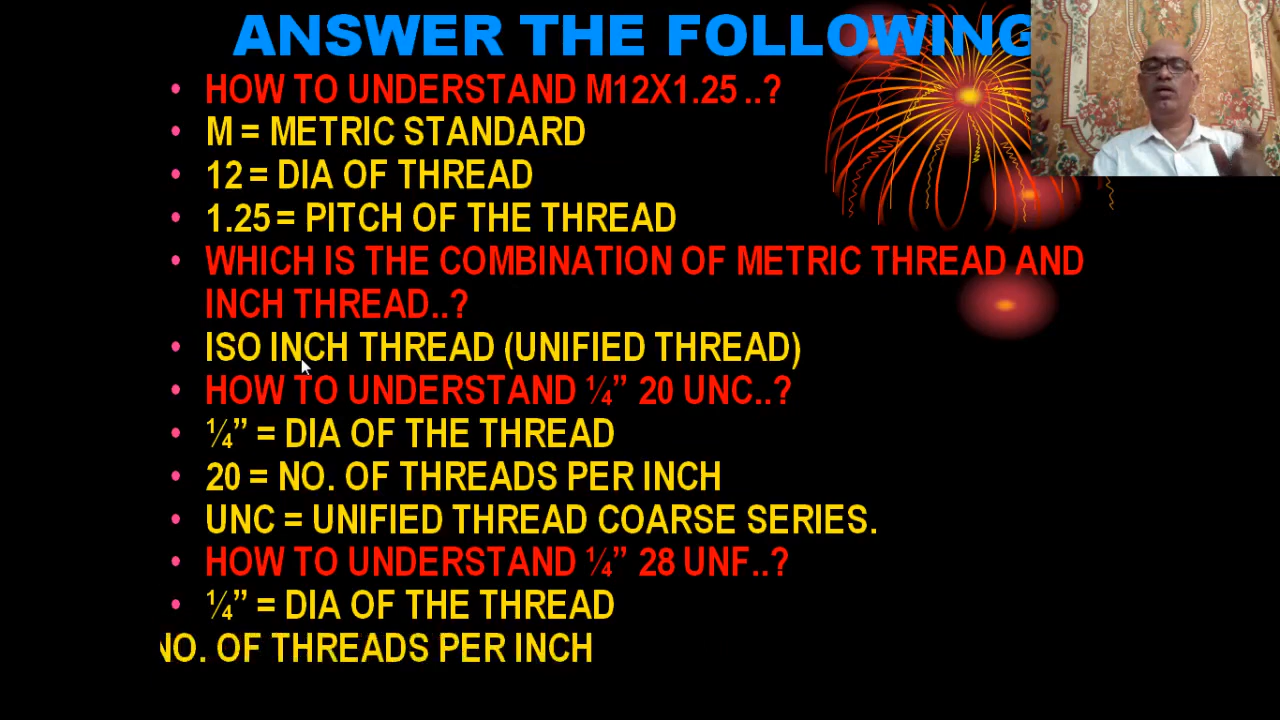 ANSWER THE FOLLOWING
• HOW TO UNDERSTAND M12X1.25 ..?
• M = METRIC STANDARD
• 12 = DIA OF THREAD
• 1.25 = PITCH OF THE THREAD
• WHICH IS THE COMBINATION OF METRIC THREAD AND
INCH THREAD..?
• ISO INCH THREAD (UNIFIED THREAD)
• HOW TO UNDERSTAND ¼” 20 UNC..?
• ¼” = DIA OF THE THREAD
• 20 = NO. OF THREADS PER INCH
• UNC = UNIFIED THREAD COARSE SERIES.
• HOW TO UNDERSTAND ¼” 28 UNF..?
• ¼” = DIA OF THE THREAD
NO. OF THREADS PER INCH